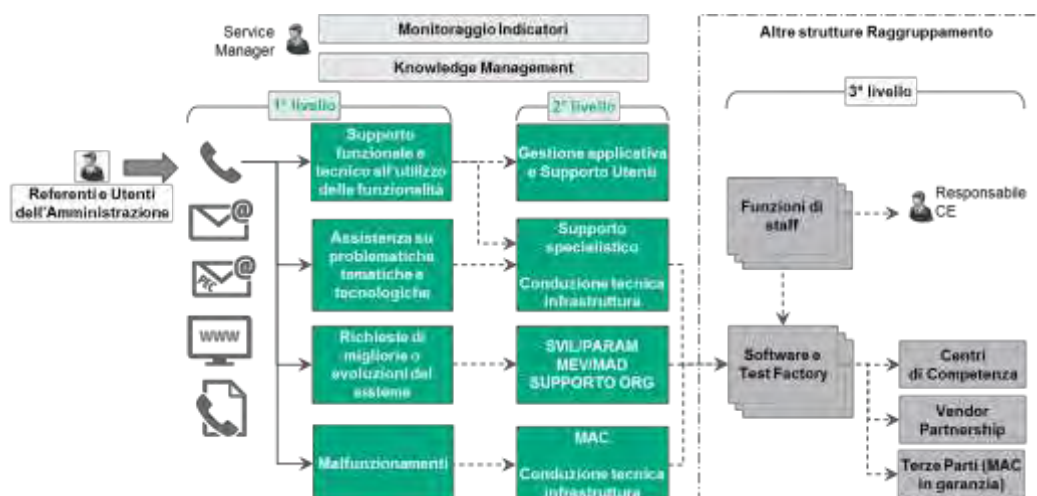 Service
Manager
Monitoraggio Indicatori
Knowledge Management
Altre strutture Raggruppamento
1° livello
2° livello
3° livello
Referenti e Utenti
dell'Amministrazione
@
PEC
@
WWW
Supporto
funzionale e
tecnico all'utilizzo
delle funzionalità
Assistenza su
problematiche
tematiche e
tecnologiche
Richieste di
migliorie o
evoluzioni del
sisteme
Malfunzionamenti
Gestione applicativa
e Supporto Utenti
Supporto
specialistico
Conduzione tecnica
infrastruttura
SVIL/PARAM
MEV/MAD
SUPPORTO ORG
MAC
Conduzione tecnica
infrastruttura
Funzioni di
staff
Responsabile
CE
Software e
Test Factory
Centri
di Competenza
Vendor
Partnership
Terze Parti (MAC
in garanzia)